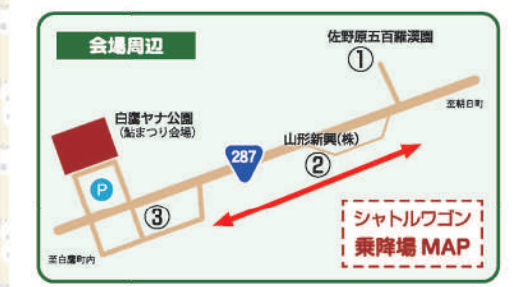 会場周辺
佐野原五百羅漢園
①
至朝日町
白鷹ヤナ公園
(鮎まつり会場)
山形新興(株)
②
287
P
③
シャトルワゴン
乗降場 MAP
至白鷹町内